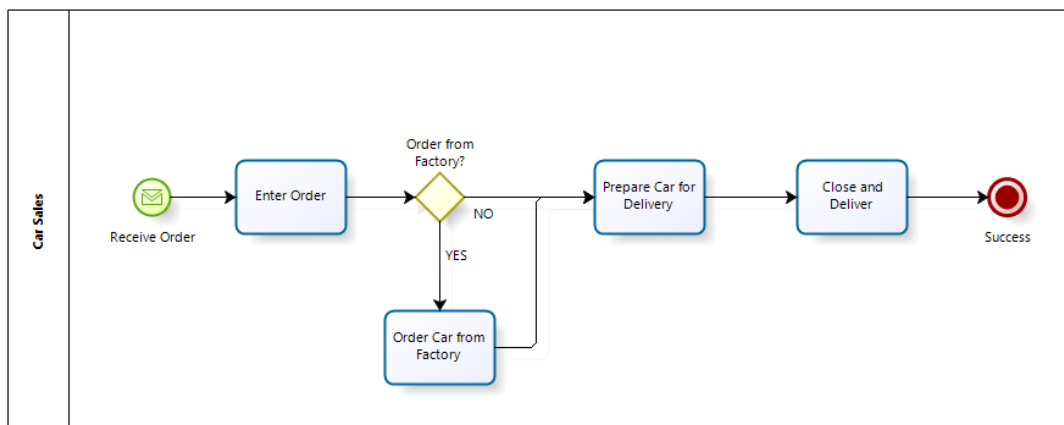 Car Sales
Receive Order
Enter Order
Order from
Factory?
NO
YES
Order Car from
Factory
Prepare Car for
Delivery
Close and
Deliver
Success